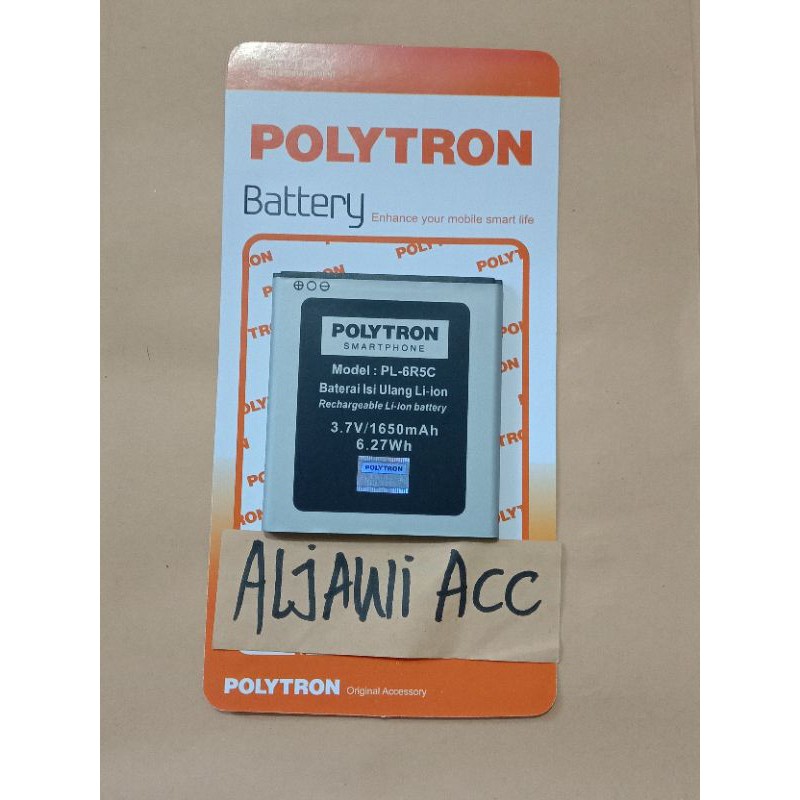 POLYTRON
Battery
Enhance your mobile smart life
POLYTRON
SMARTPHONE
Model : PL-6R5C
Baterai Isi Ulang Li-ion
Rechargeable Li-Ion battery
3.7V/1650mAh
6.27Wh
POLYTRON
ALJAWi ACC
POLYTRON Original Accessory